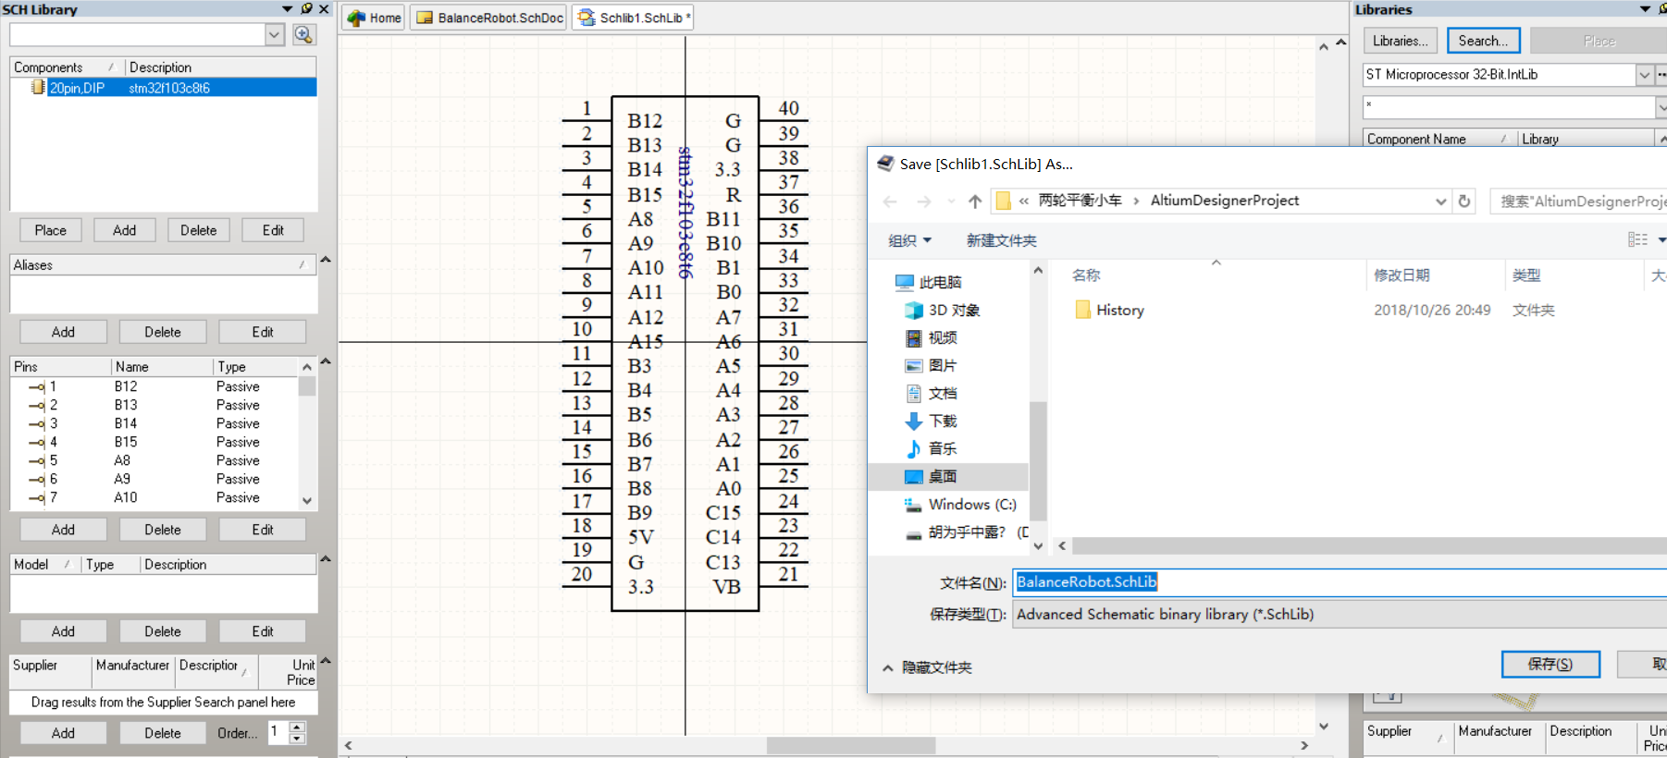 SCH Library
Components Description
20pin,DIP stm32f103c8t6
Place Add Delete Edit
Aliases
Add Delete Edit
Pins Name Type
1 B12 Passive
2 B13 Passive
3 B14 Passive
4 B15 Passive
5 A8 Passive
6 A9 Passive
7 A10 Passive
Add Delete Edit
Model Type Description
Add Delete Edit
Supplier Manufacturer Description Unit Price
Drag results from the Supplier Search panel here
Add Delete Order... 1
Home BalanceRobot.SchDoc Schlib1.SchLib *
stm32f103c8t6
1 B12 G 40
2 B13 G 39
3 B14 3.3 38
4 B15 R 37
5 A8 B11 36
6 A9 B10 35
7 A10 B1 34
8 A11 B0 33
9 A12 A7 32
10 A15 A6 31
11 B3 A5 30
12 B4 A4 29
13 B5 A3 28
14 B6 A2 27
15 B7 A1 26
16 B8 A0 25
17 B9 C15 24
18 5V C14 23
19 G C13 22
20 3.3 VB 21
Libraries
Libraries... Search... Place
ST Microprocessor 32-Bit.IntLib
*
Component Name Library
Save [Schlib1.SchLib] As...
« 两轮平衡小车 › AltiumDesignerProject
搜索"AltiumDesignerProje
组织 新建文件夹
此电脑
3D 对象
视频
图片
文档
下载
音乐
桌面
Windows (C:)
胡为乎中露? (D
名称 修改日期 类型 大
History 2018/10/26 20:49 文件夹
文件名(N): BalanceRobot.SchLib
保存类型(T): Advanced Schematic binary library (*.SchLib)
隐藏文件夹
保存(S) 取
Supplier Manufacturer Description Uni
Price